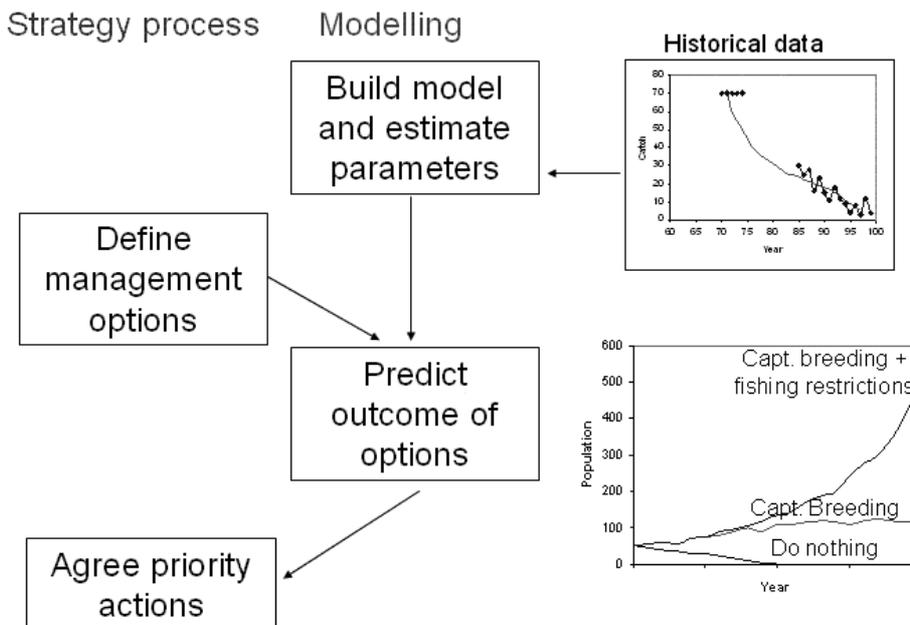 Strategy process
Modelling
Build model
and estimate
parameters
Historical data
80
70
60
50
40
30
20
10
0
Catch
60 65 70 75 80 85 90 95 100
Year
Define
management
options
Predict
outcome of
options
600
500
400
300
200
100
0
Population
Capt. breeding +
fishing restrictions
Capt. Breeding
Do nothing
Year
Agree priority
actions